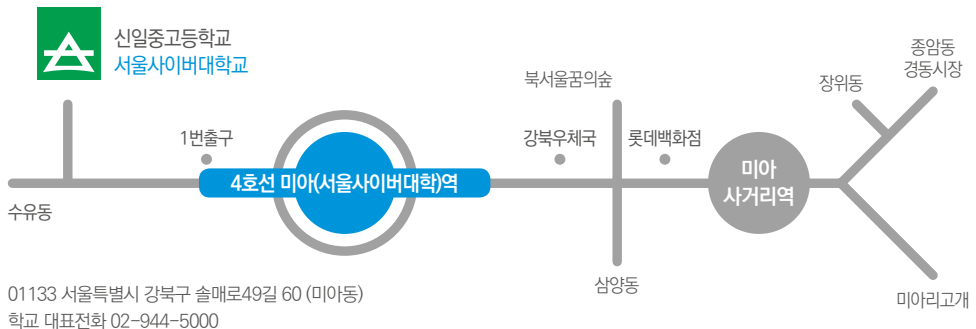 신일중고등학교
서울사이버대학교
종암동
경동시장
북서울꿈의숲
장위동
1번출구
강북우체국
롯데백화점
미아
사거리역
4호선 미아(서울사이버대학)역
수유동
삼양동
미아리고개
01133 서울특별시 강북구 솔매로49길 60 (미아동)
학교 대표전화 02-944-5000